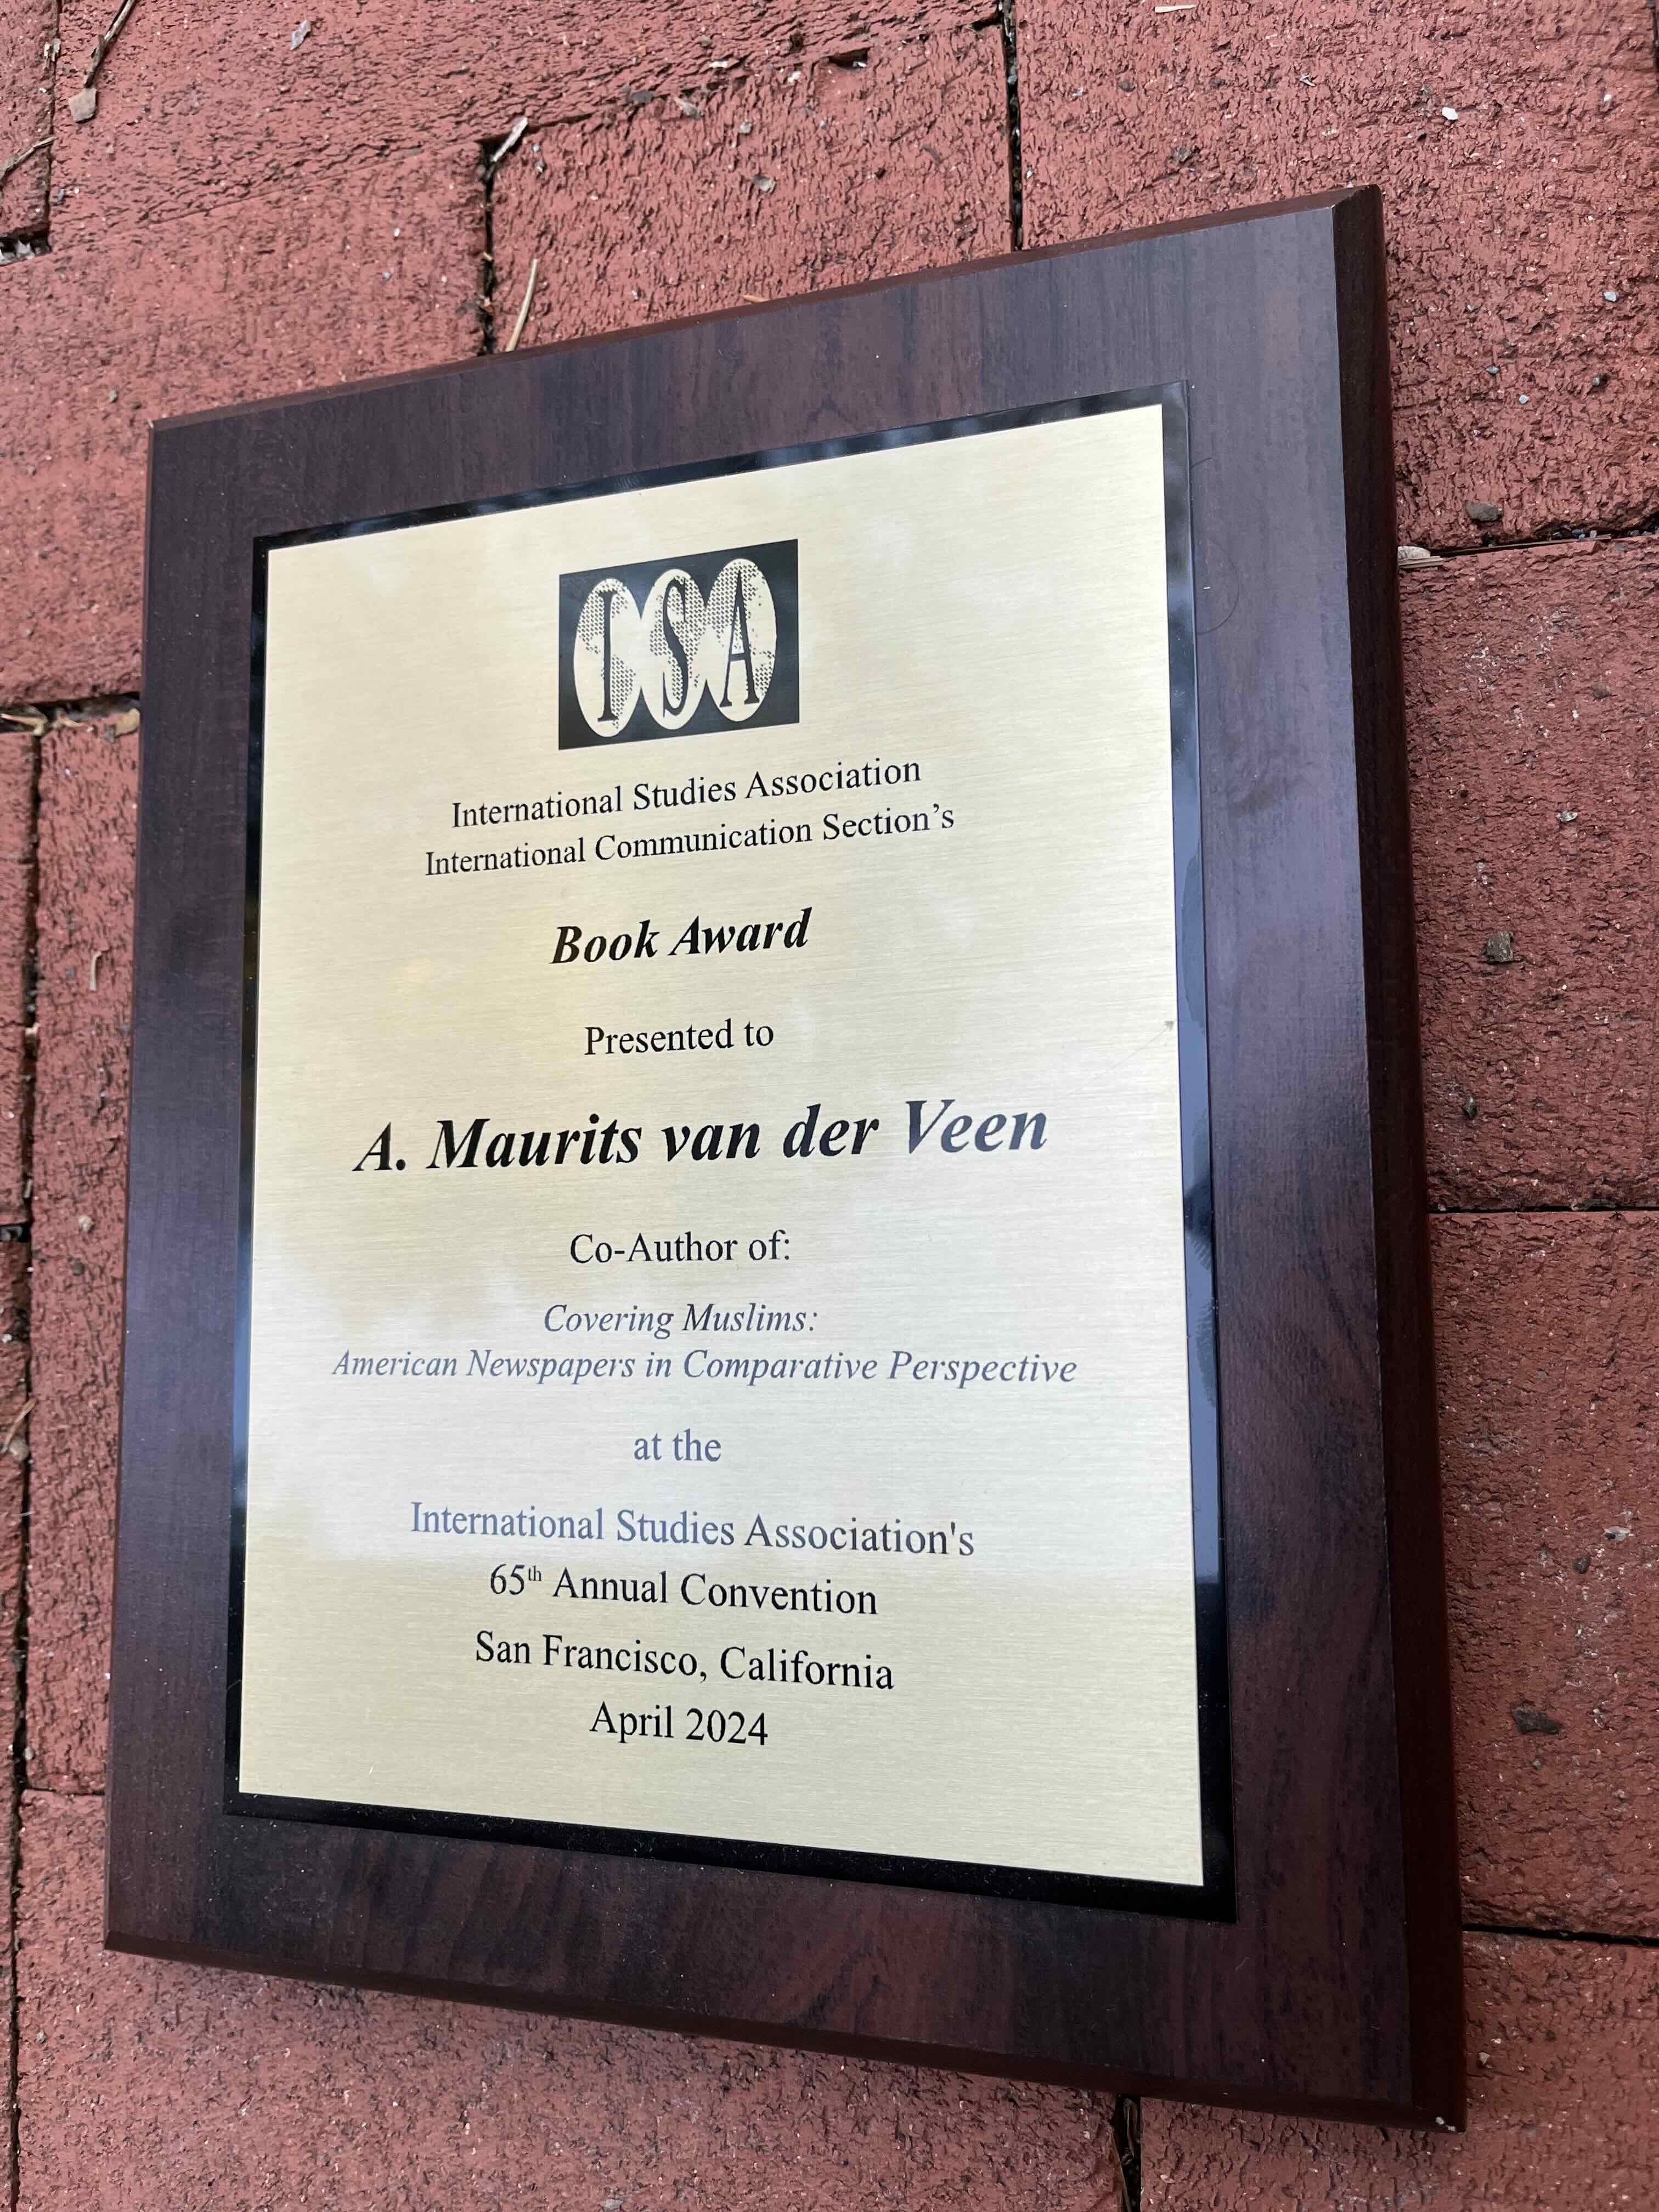 ISA
International Studies Association
International Communication Section’s
Book Award
Presented to
A. Maurits van der Veen
Co-Author of:
Covering Muslims:
American Newspapers in Comparative Perspective
at the
International Studies Association's
65th Annual Convention
San Francisco, California
April 2024